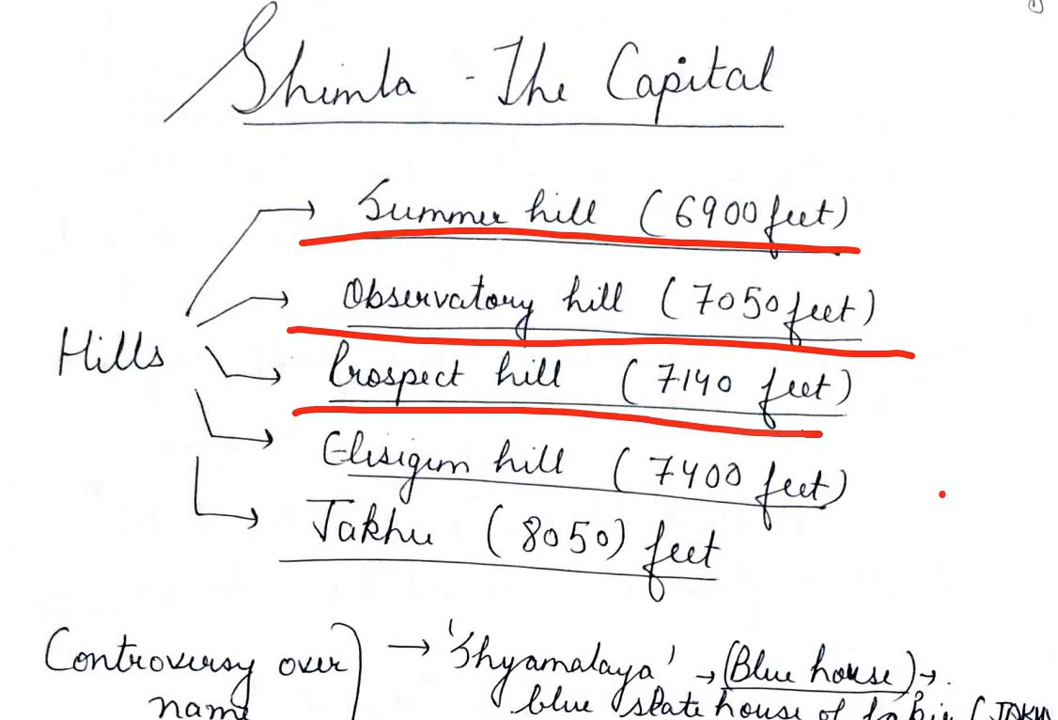 Shimla - The Capital
Summer hill (6900 feet)
Observatory hill (7050 feet)
Hills
Prospect hill (7140 feet)
Elisigum hill (7400 feet)
Jakhu (8050) feet
Controversy over → 'Shyamalaya' → (Blue house) →.
name blue slate house of